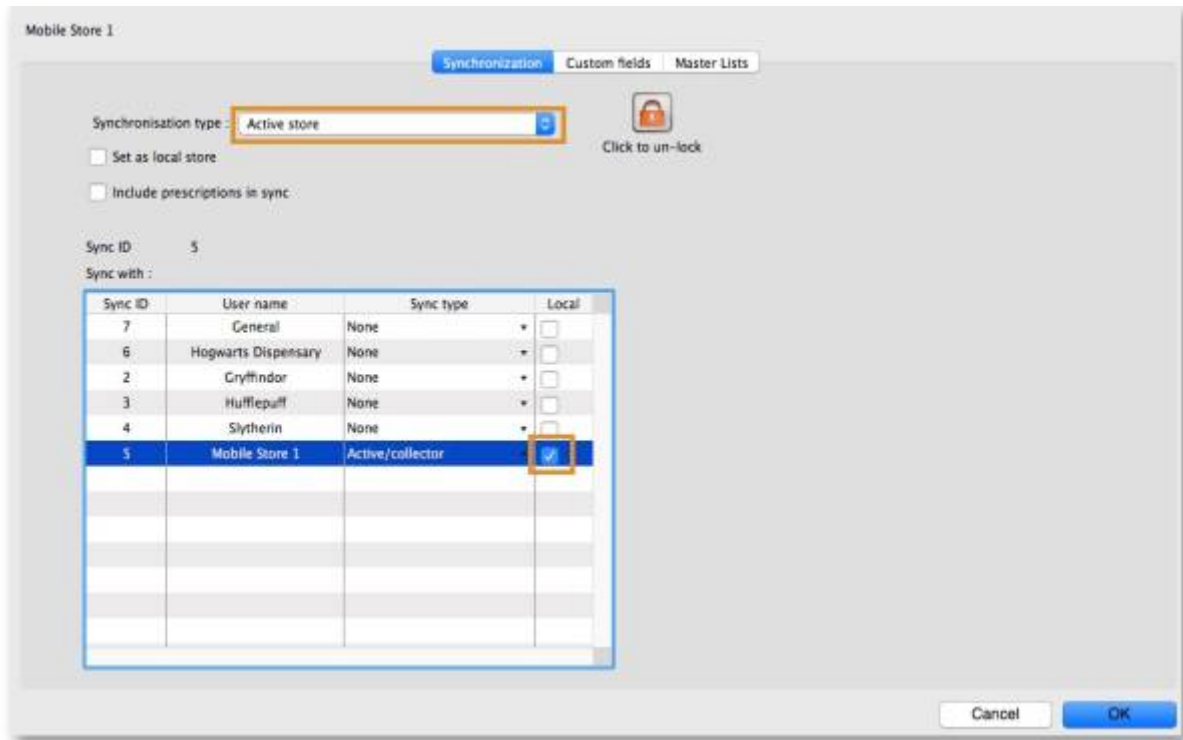 Mobile Store 1
Synchronization Custom fields Master Lists
Synchronisation type : Active store
Click to un-lock
Set as local store
Include prescriptions in sync
Sync ID 5
Sync with :
Sync ID User name Sync type Local
7 General None
6 Hogwarts Dispensary None
2 Gryffindor None
3 Hufflepuff None
4 Slytherin None
5 Mobile Store 1 Active/collector
Cancel OK